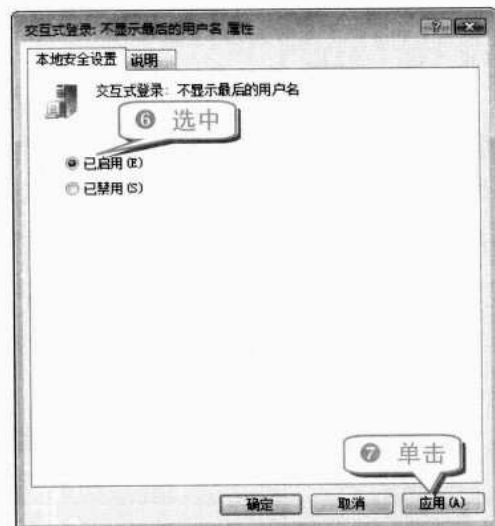 交互式登录: 不显示最后的用户名 属性
本地安全设置 说明
交互式登录: 不显示最后的用户名
❻ 选中
已启用(E)
已禁用(S)
❼ 单击
确定 取消 应用(A)